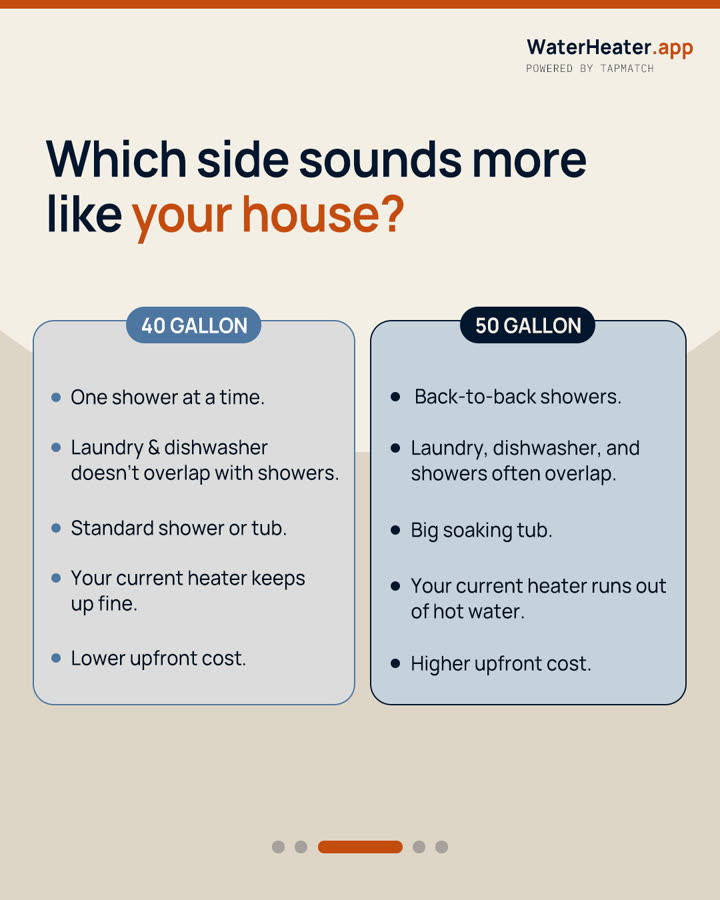 WaterHeater.app
POWERED BY TAPMATCH
Which side sounds more
like your house?
40 GALLON
One shower at a time.
Laundry & dishwasher
doesn't overlap with showers.
Standard shower or tub.
Your current heater keeps
up fine.
Lower upfront cost.
50 GALLON
Back-to-back showers.
Laundry, dishwasher, and
showers often overlap.
Big soaking tub.
Your current heater runs out
of hot water.
Higher upfront cost.